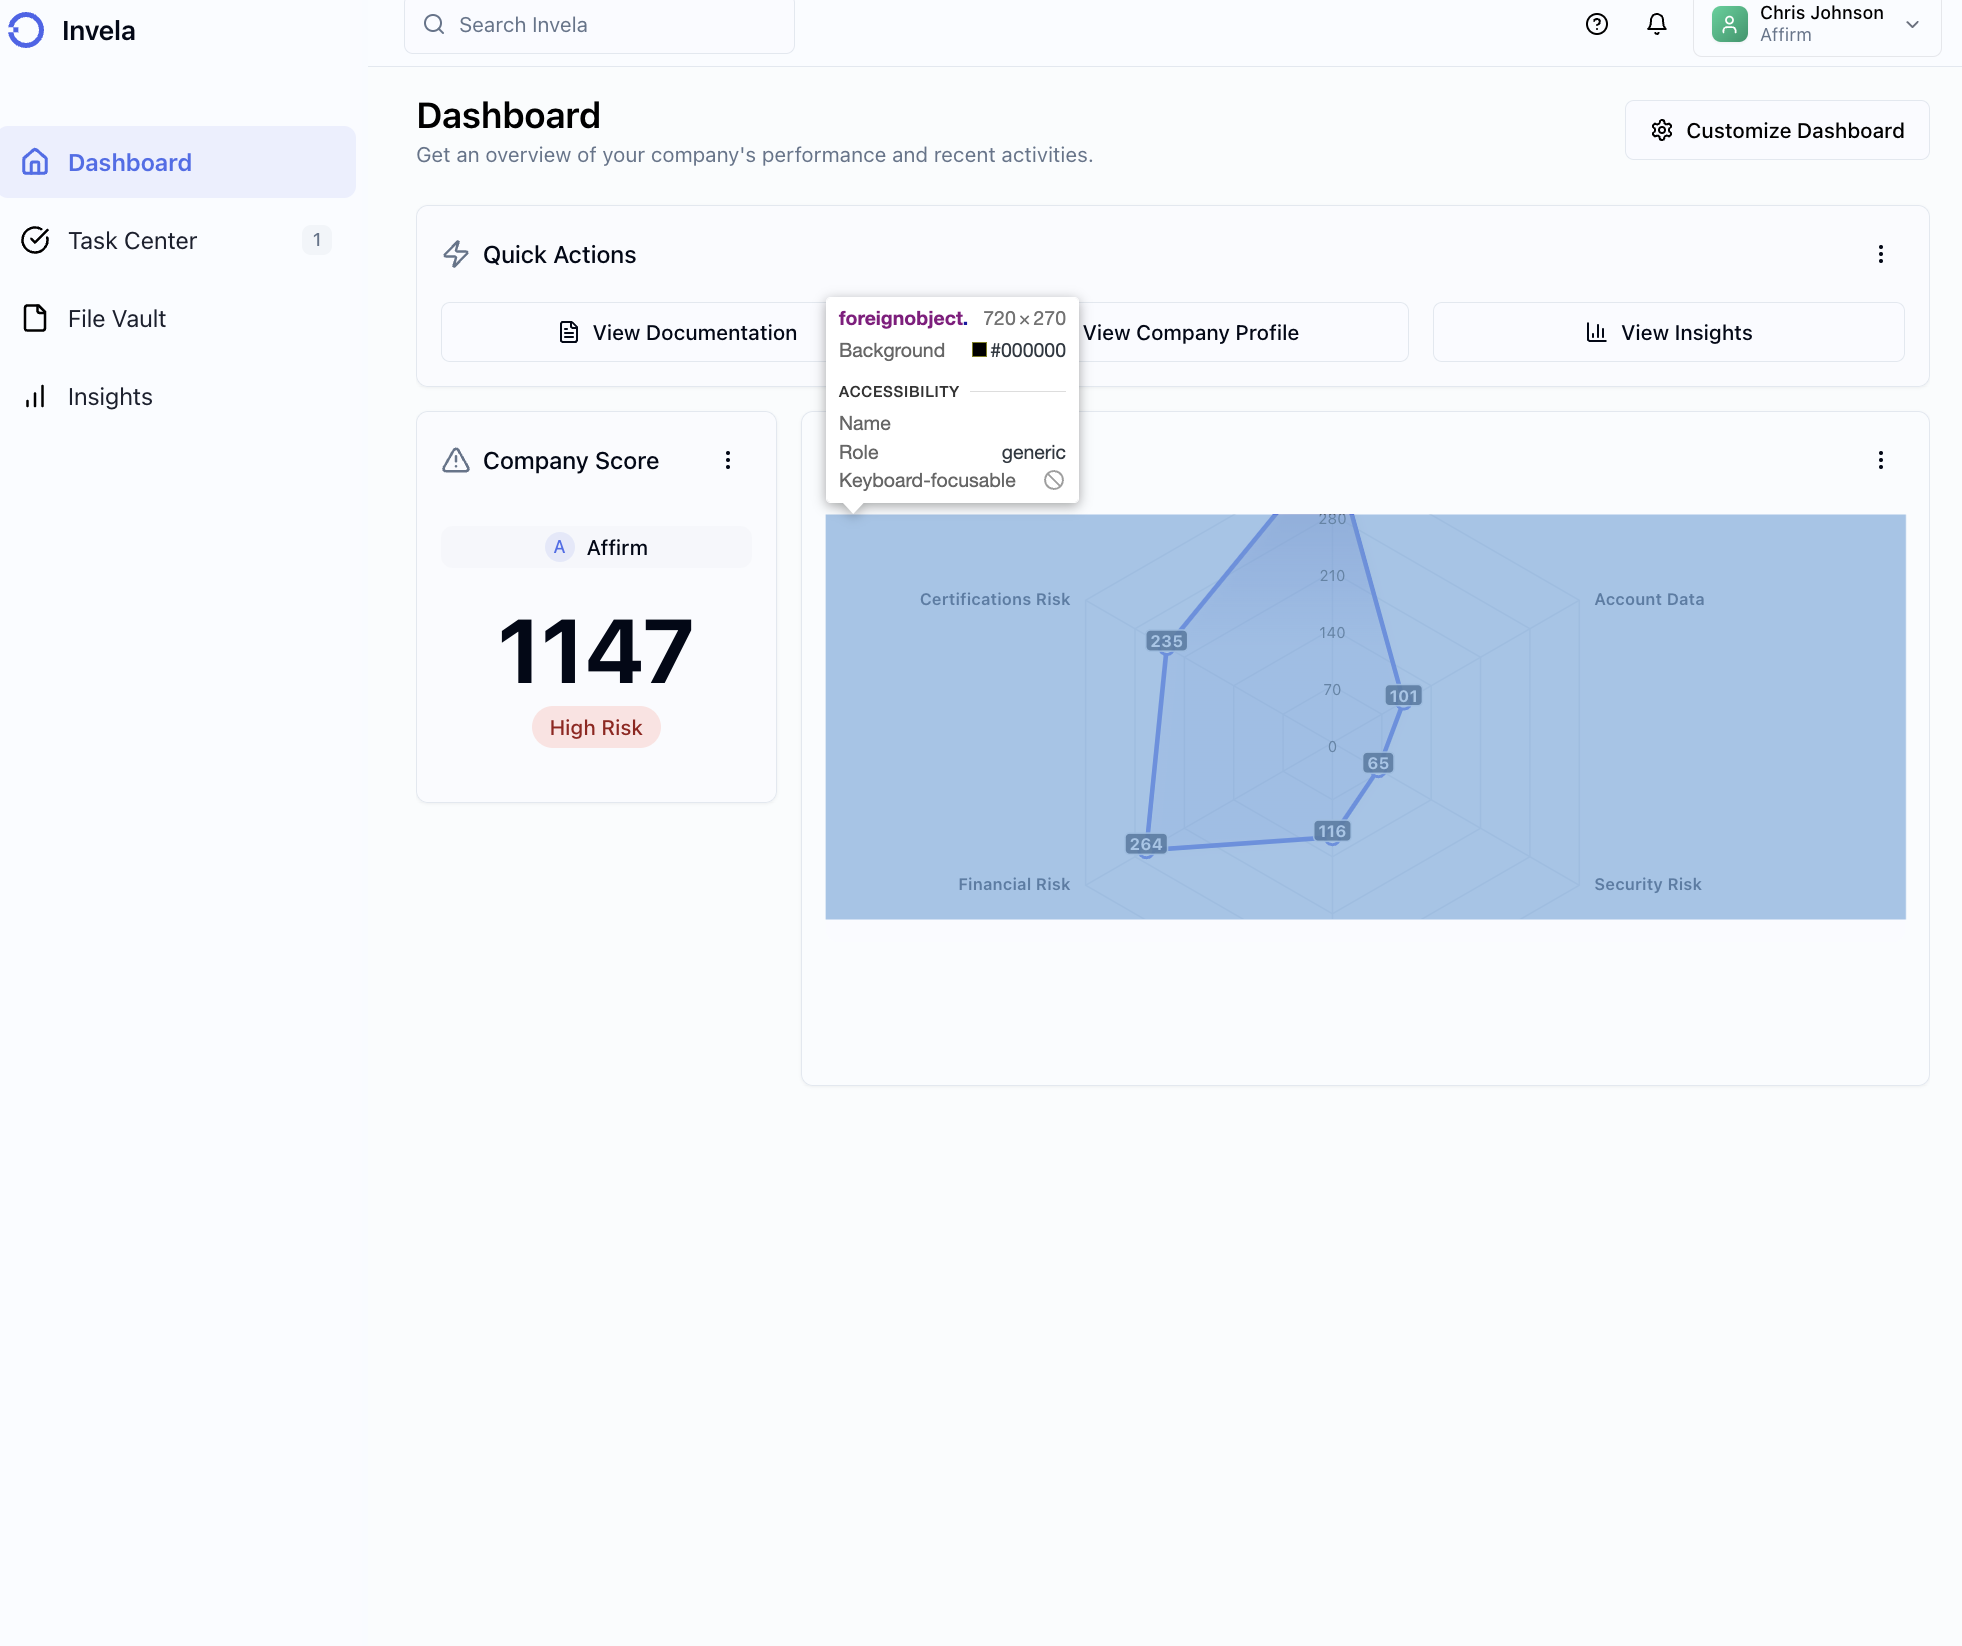 Invela
Search Invela
Chris Johnson
Affirm
Dashboard
Task Center
1
File Vault
Insights
Dashboard
Get an overview of your company's performance and recent activities.
Customize Dashboard
Quick Actions
View Documentation
View Company Profile
View Insights
foreignobject. 720×270
Background #000000
ACCESSIBILITY
Name
Role generic
Keyboard-focusable
Company Score
A Affirm
1147
High Risk
280
210
140
70
0
Certifications Risk
Account Data
235
101
65
116
264
Financial Risk
Security Risk